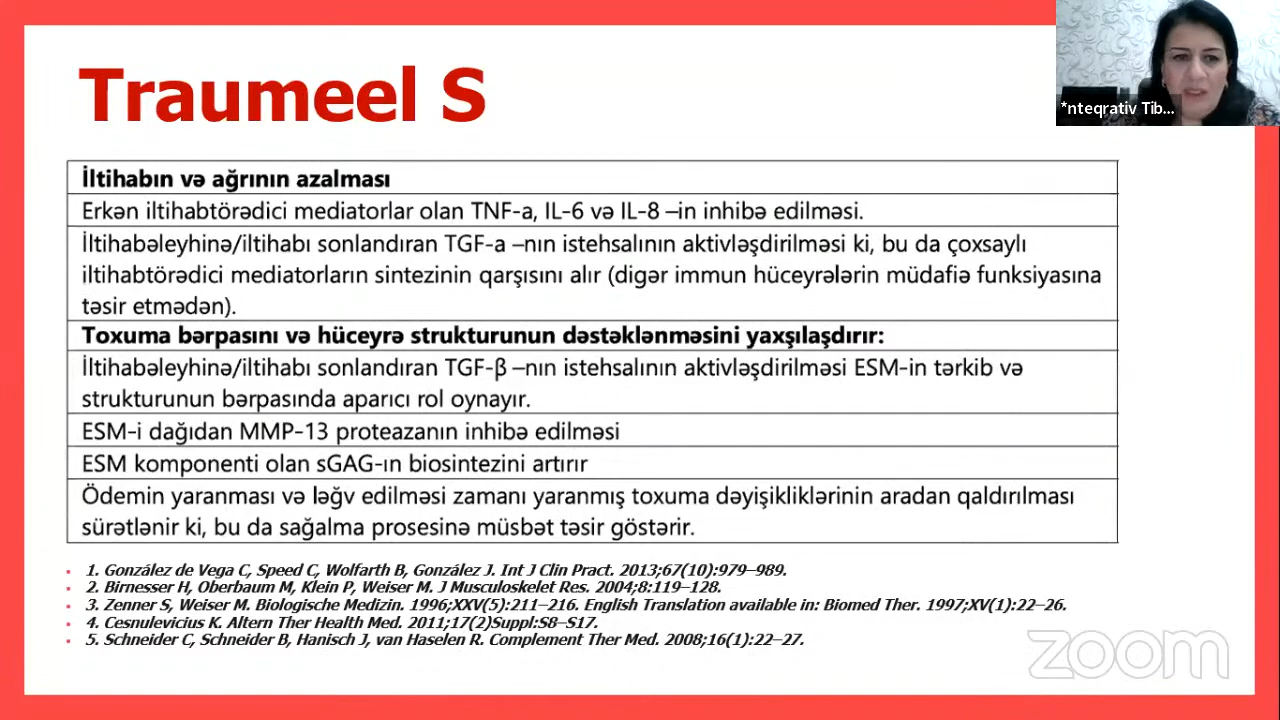 Traumeel S
*nteqrativ Tib...
İltihabın və ağrının azalması
Erkən iltihabtörədici mediatorlar olan TNF-a, IL-6 və IL-8 –in inhibə edilməsi.
İltihabəleyhinə/iltihabı sonlandıran TGF-a –nın istehsalının aktivləşdirilməsi ki, bu da çoxsaylı
iltihabtörədici mediatorların sintezinin qarşısını alır (digər immun hüceyrələrin müdafiə funksiyasına
təsir etmədən).
Toxuma bərpasını və hüceyrə strukturunun dəstəklənməsini yaxşılaşdırır:
İltihabəleyhinə/iltihabı sonlandıran TGF-β –nın istehsalının aktivləşdirilməsi ESM-in tərkib və
strukturunun bərpasında aparıcı rol oynayır.
ESM-i dağıdan MMP-13 proteazanın inhibə edilməsi
ESM komponenti olan sGAG-ın biosintezini artırır
Ödemin yaranması və ləğv edilməsi zamanı yaranmış toxuma dəyişikliklərinin aradan qaldırılması
sürətlənir ki, bu da sağalma prosesinə müsbət təsir göstərir.
• 1. González de Vega C, Speed C, Wolfarth B, González J. Int J Clin Pract. 2013;67(10):979–989.
• 2. Birnesser H, Oberbaum M, Klein P, Weiser M. J Musculoskelet Res. 2004;8:119–128.
• 3. Zenner S, Weiser M. Biologische Medizin. 1996;XXV(5):211–216. English Translation available in: Biomed Ther. 1997;XV(1):22–26.
• 4. Cesnulevicius K. Altern Ther Health Med. 2011;17(2)Suppl:S8–S17.
• 5. Schneider C, Schneider B, Hanisch J, van Haselen R. Complement Ther Med. 2008;16(1):22–27.
zoom